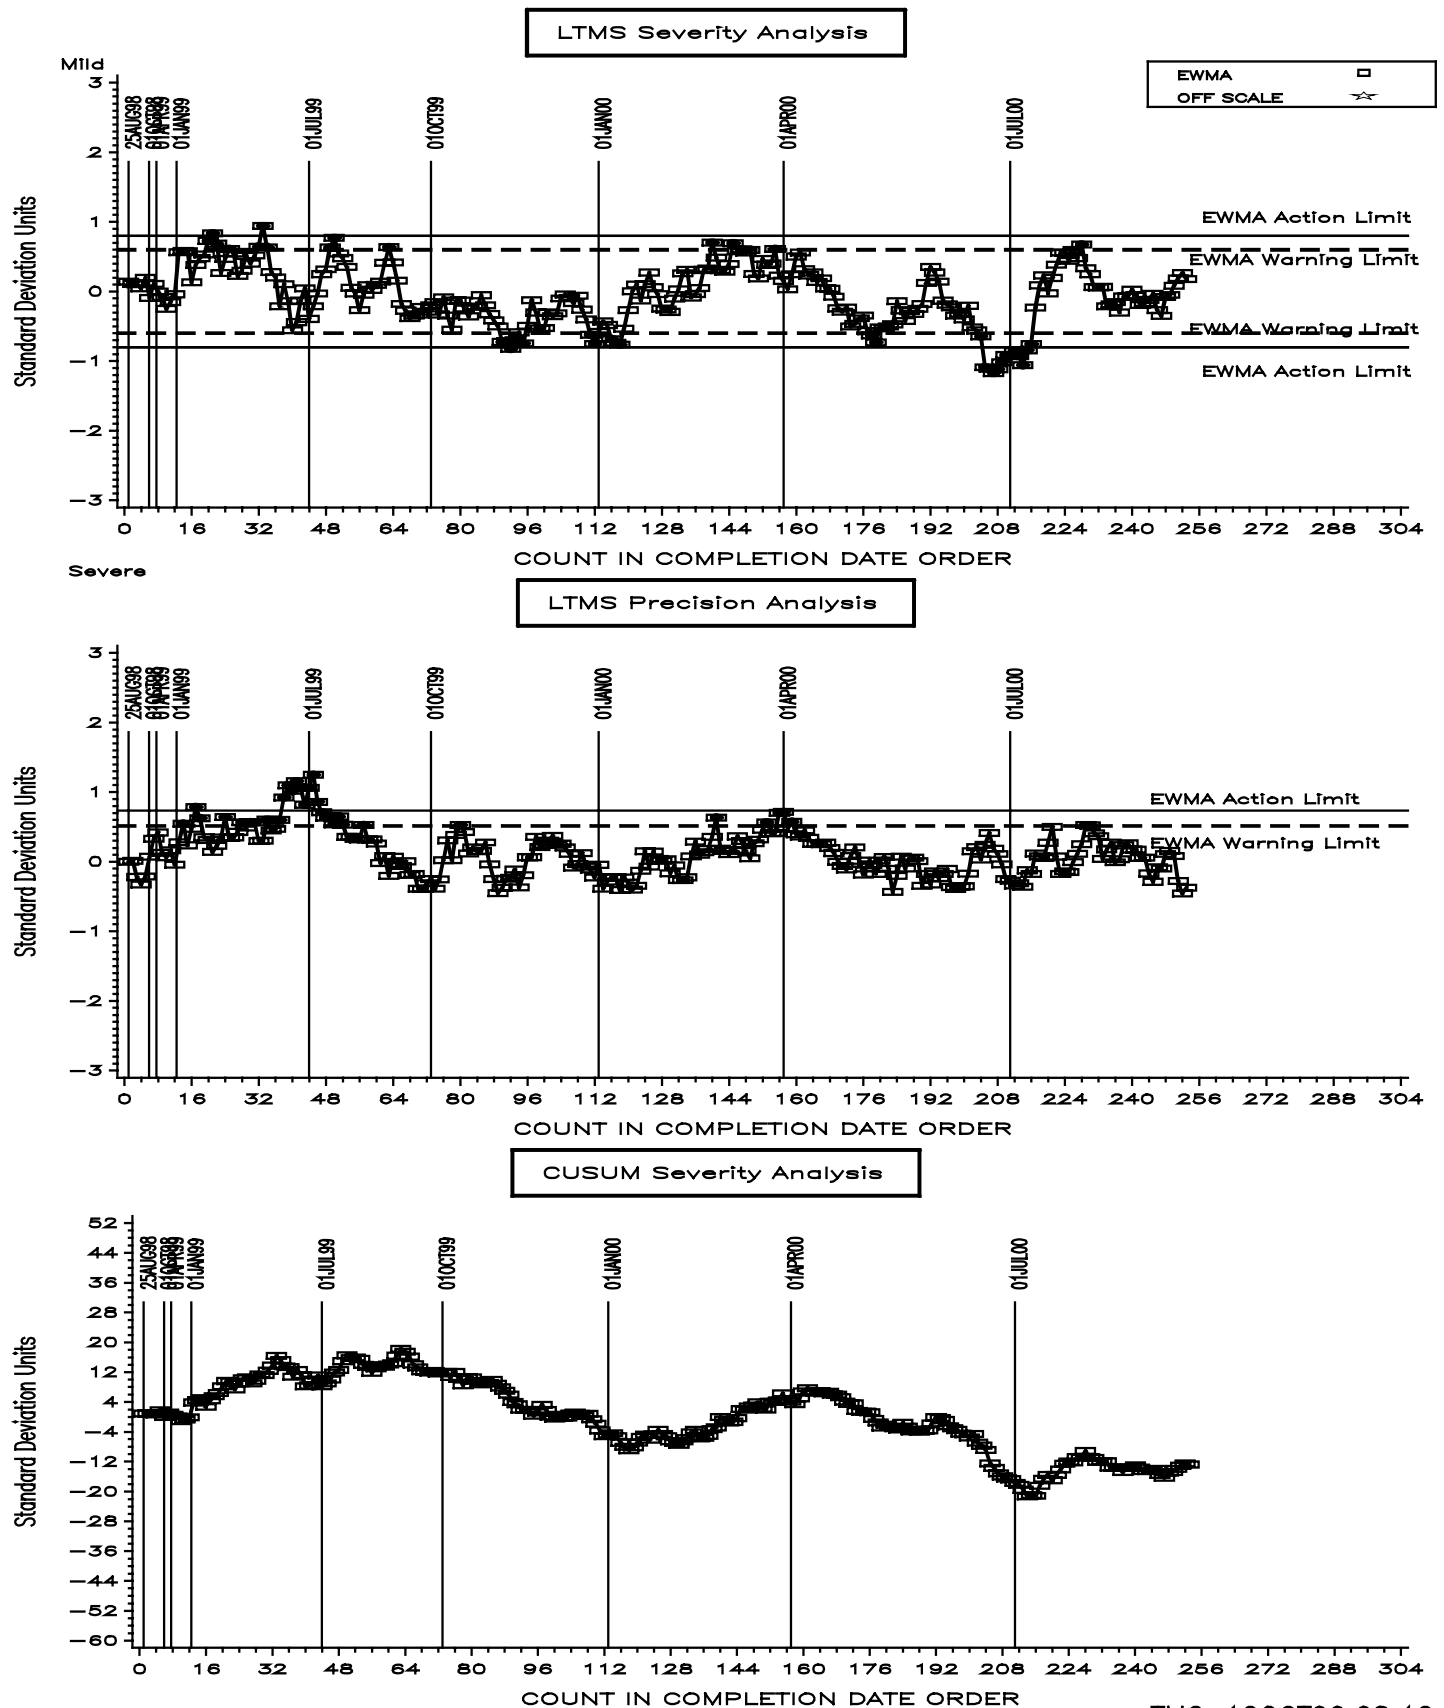 LTMS Severity Analysis
Mild
EWMA
OFF SCALE
3
2
1
0
-1
-2
-3
Standard Deviation Units
25AUG98
01OCT98
01APR99
01JAN99
01JUL99
01OCT99
01JAN00
01APR00
01JUL00
EWMA Action Limit
EWMA Warning Limit
EWMA Warning Limit
EWMA Action Limit
0 16 32 48 64 80 96 112 128 144 160 176 192 208 224 240 256 272 288 304
COUNT IN COMPLETION DATE ORDER
Severe
LTMS Precision Analysis
3
2
1
0
-1
-2
-3
Standard Deviation Units
25AUG98
01OCT98
01APR99
01JAN99
01JUL99
01OCT99
01JAN00
01APR00
01JUL00
EWMA Action Limit
EWMA Warning Limit
0 16 32 48 64 80 96 112 128 144 160 176 192 208 224 240 256 272 288 304
COUNT IN COMPLETION DATE ORDER
CUSUM Severity Analysis
52
44
36
28
20
12
4
-4
-12
-20
-28
-36
-44
-52
-60
Standard Deviation Units
25AUG98
01OCT98
01APR99
01JAN99
01JUL99
01OCT99
01JAN00
01APR00
01JUL00
0 16 32 48 64 80 96 112 128 144 160 176 192 208 224 240 256 272 288 304
COUNT IN COMPLETION DATE ORDER